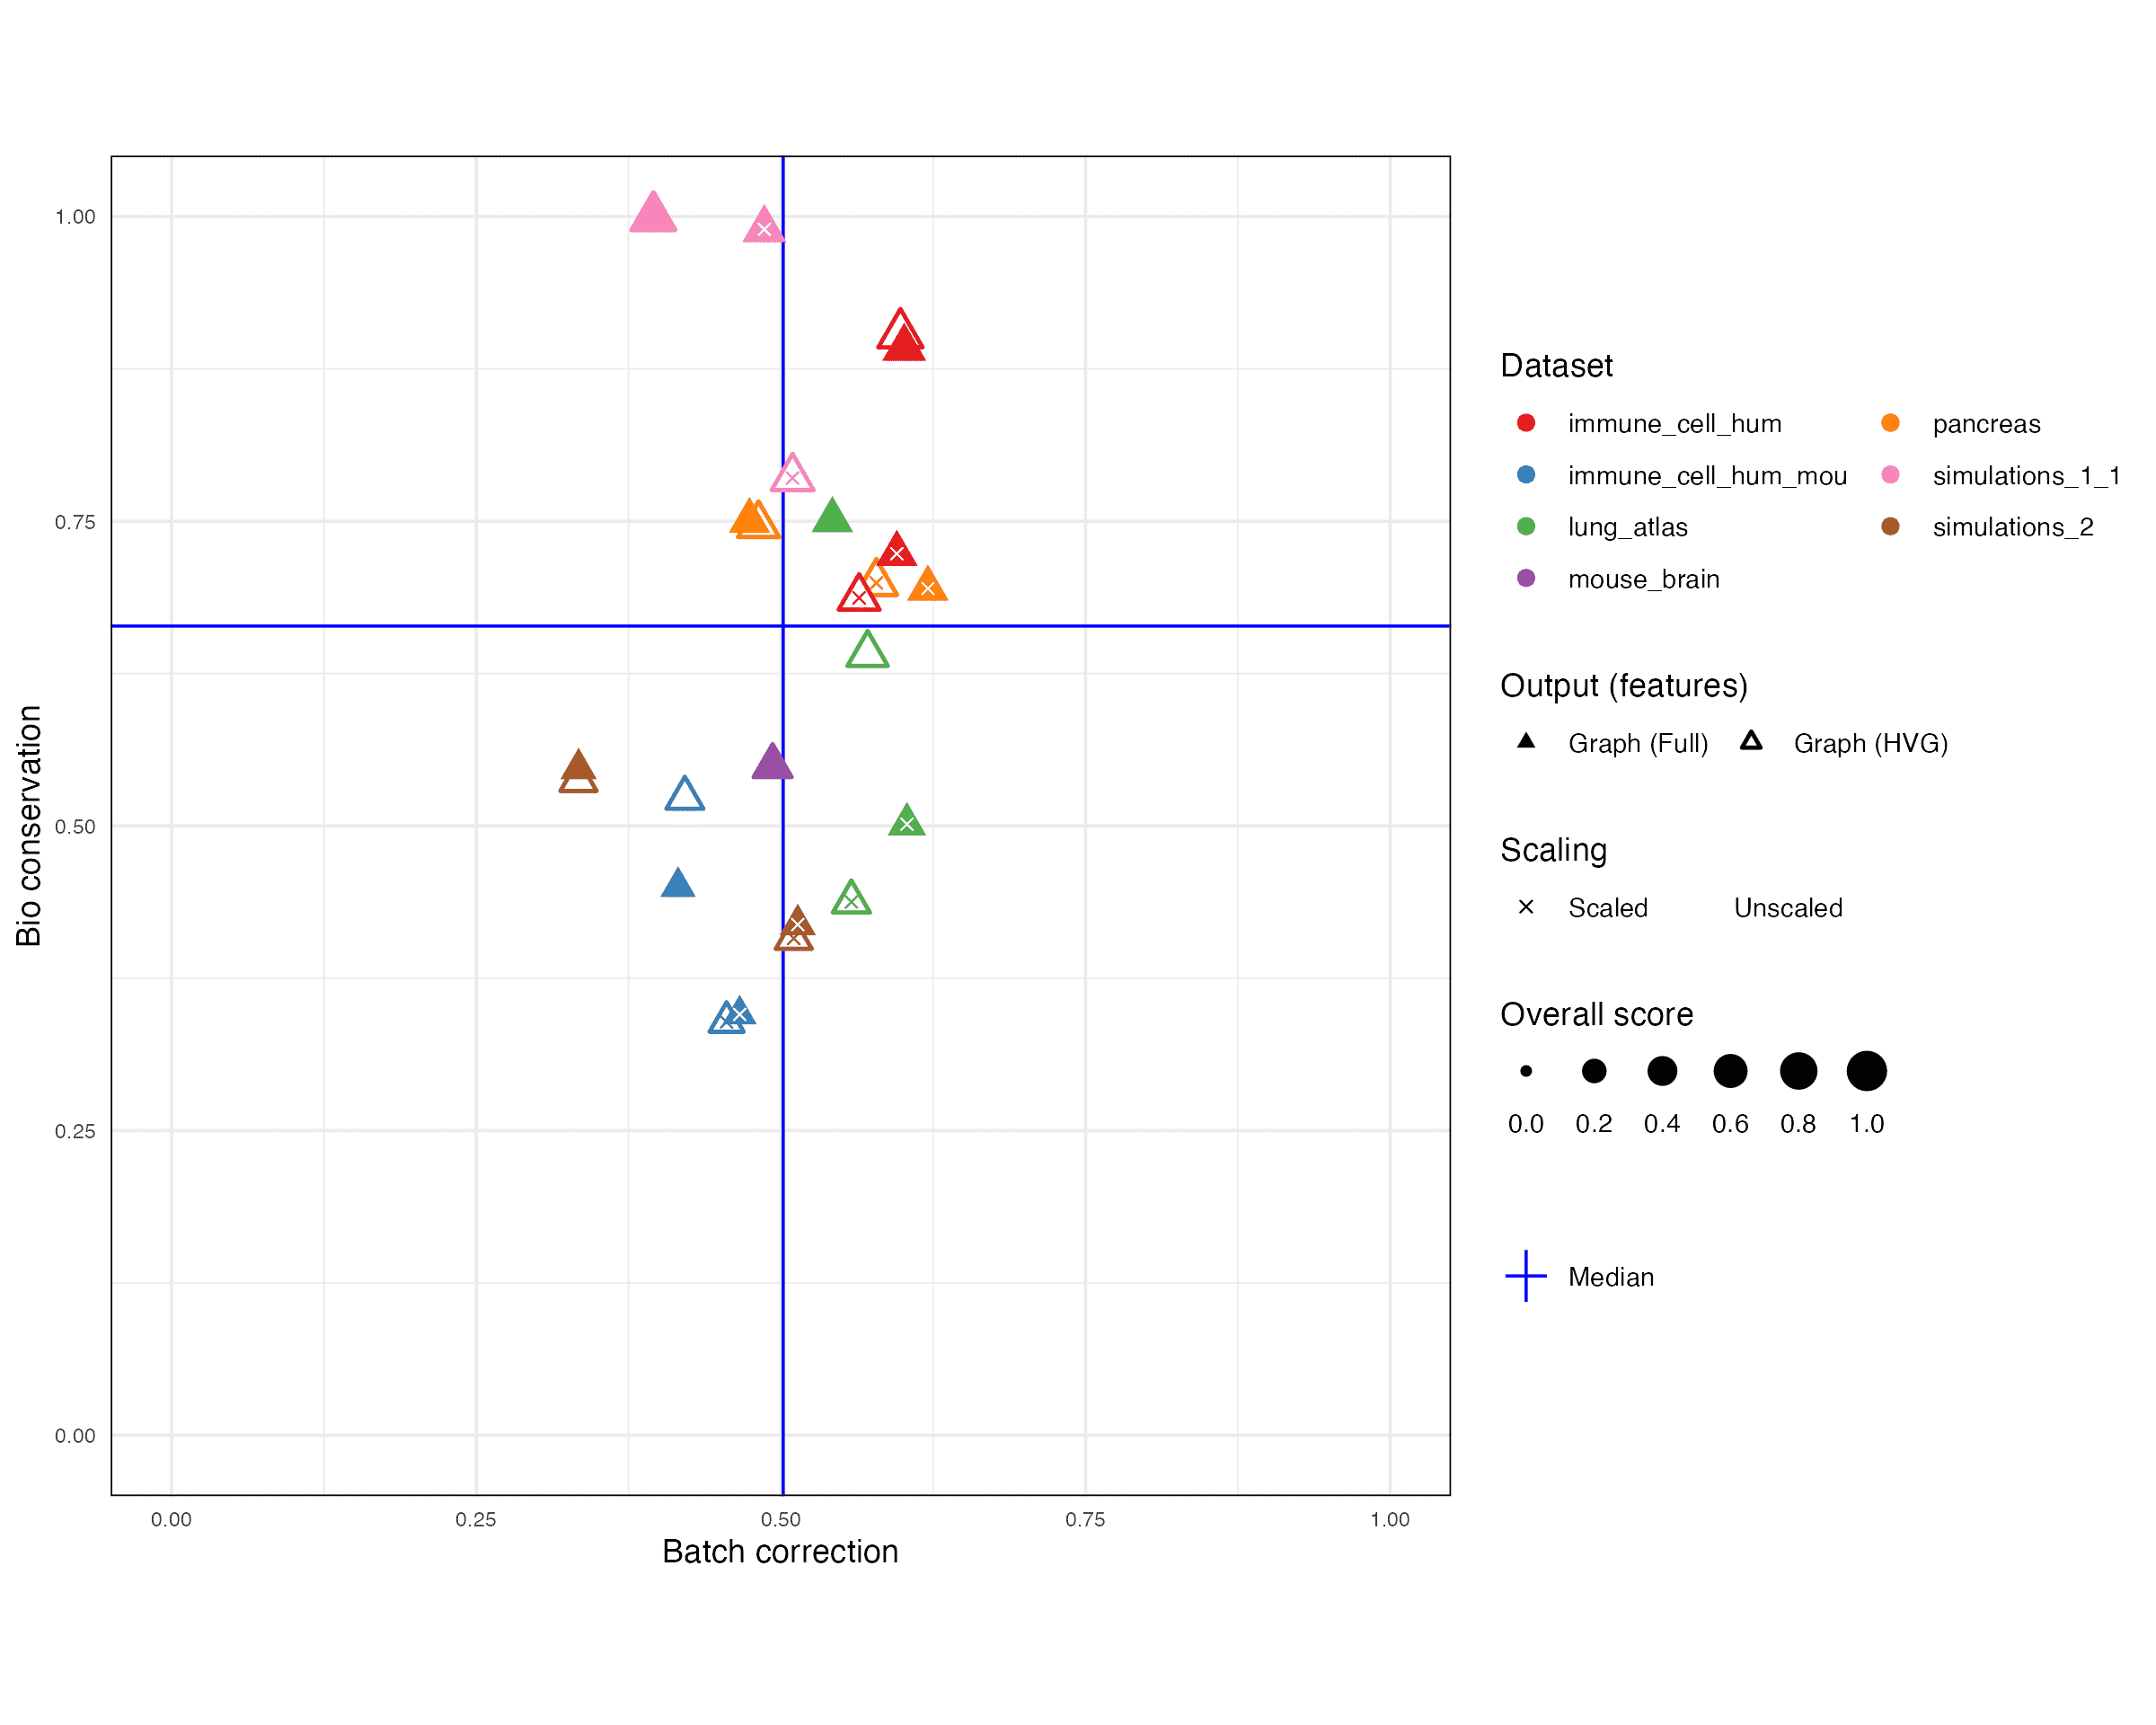 1.00
0.75
0.50
0.25
0.00
Bio conservation
0.00 0.25 0.50 0.75 1.00
Batch correction
Dataset
immune_cell_hum pancreas
immune_cell_hum_mou simulations_1_1
lung_atlas simulations_2
mouse_brain
Output (features)
Graph (Full) Graph (HVG)
Scaling
Scaled Unscaled
Overall score
0.0 0.2 0.4 0.6 0.8 1.0
Median